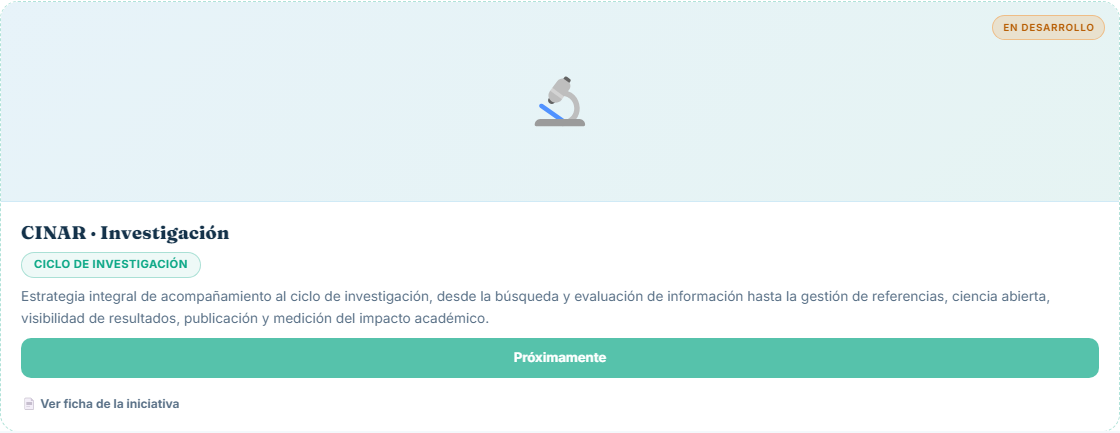 EN DESARROLLO
CINAR · Investigación
CICLO DE INVESTIGACIÓN
Estrategia integral de acompañamiento al ciclo de investigación, desde la búsqueda y evaluación de información hasta la gestión de referencias, ciencia abierta,
visibilidad de resultados, publicación y medición del impacto académico.
Próximamente
Ver ficha de la iniciativa